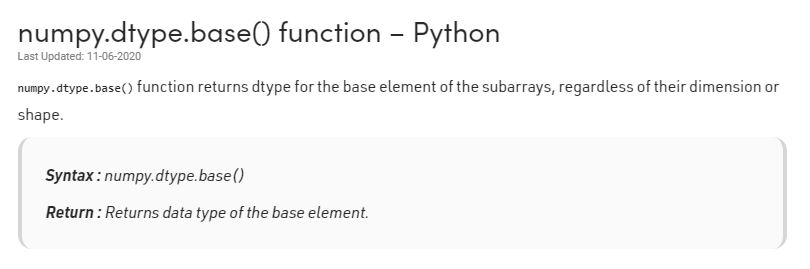 numpy.dtype.base() function – Python
Last Updated: 11-06-2020
numpy.dtype.base() function returns dtype for the base element of the subarrays, regardless of their dimension or
shape.
Syntax : numpy.dtype.base()
Return : Returns data type of the base element.